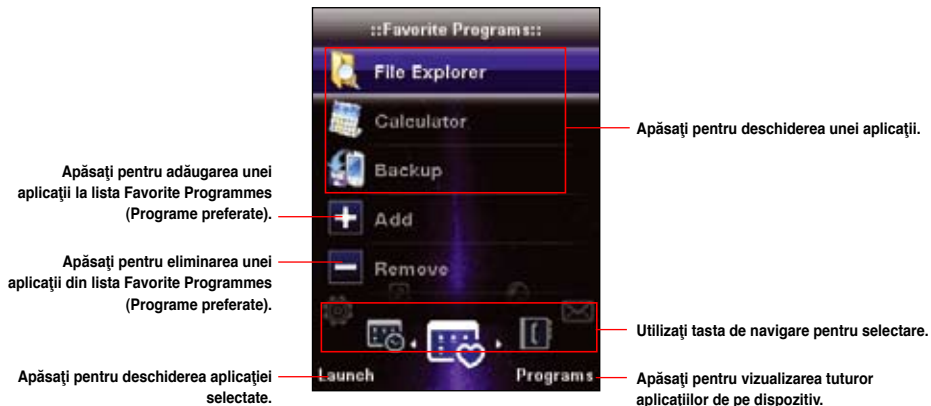 ::Favorite Programs::
File Explorer
Calculator
Backup
Add
Remove
Launch
Programs
Apăsaţi pentru adăugarea unei
aplicaţii la lista Favorite Programmes
(Programe preferate).
Apăsaţi pentru eliminarea unei
aplicaţii din lista Favorite Programmes
(Programe preferate).
Apăsaţi pentru deschiderea aplicaţiei
selectate.
Apăsaţi pentru deschiderea unei aplicaţii.
Utilizaţi tasta de navigare pentru selectare.
Apăsaţi pentru vizualizarea tuturor
aplicaţiilor de pe dispozitiv.